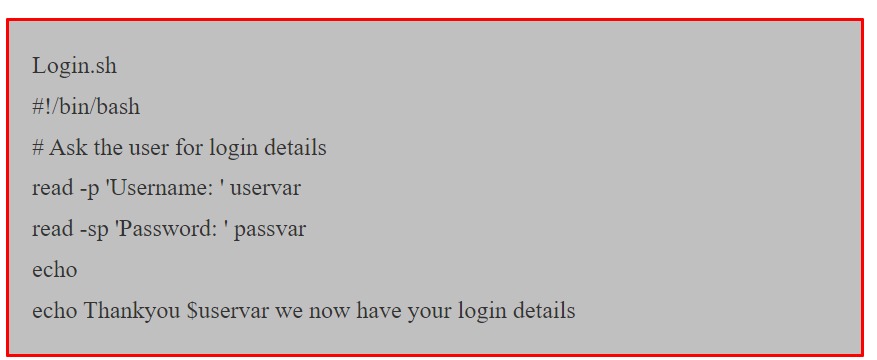 Login.sh
#!/bin/bash
# Ask the user for login details
read -p 'Username: ' uservar
read -sp 'Password: ' passvar
echo
echo Thankyou $uservar we now have your login details